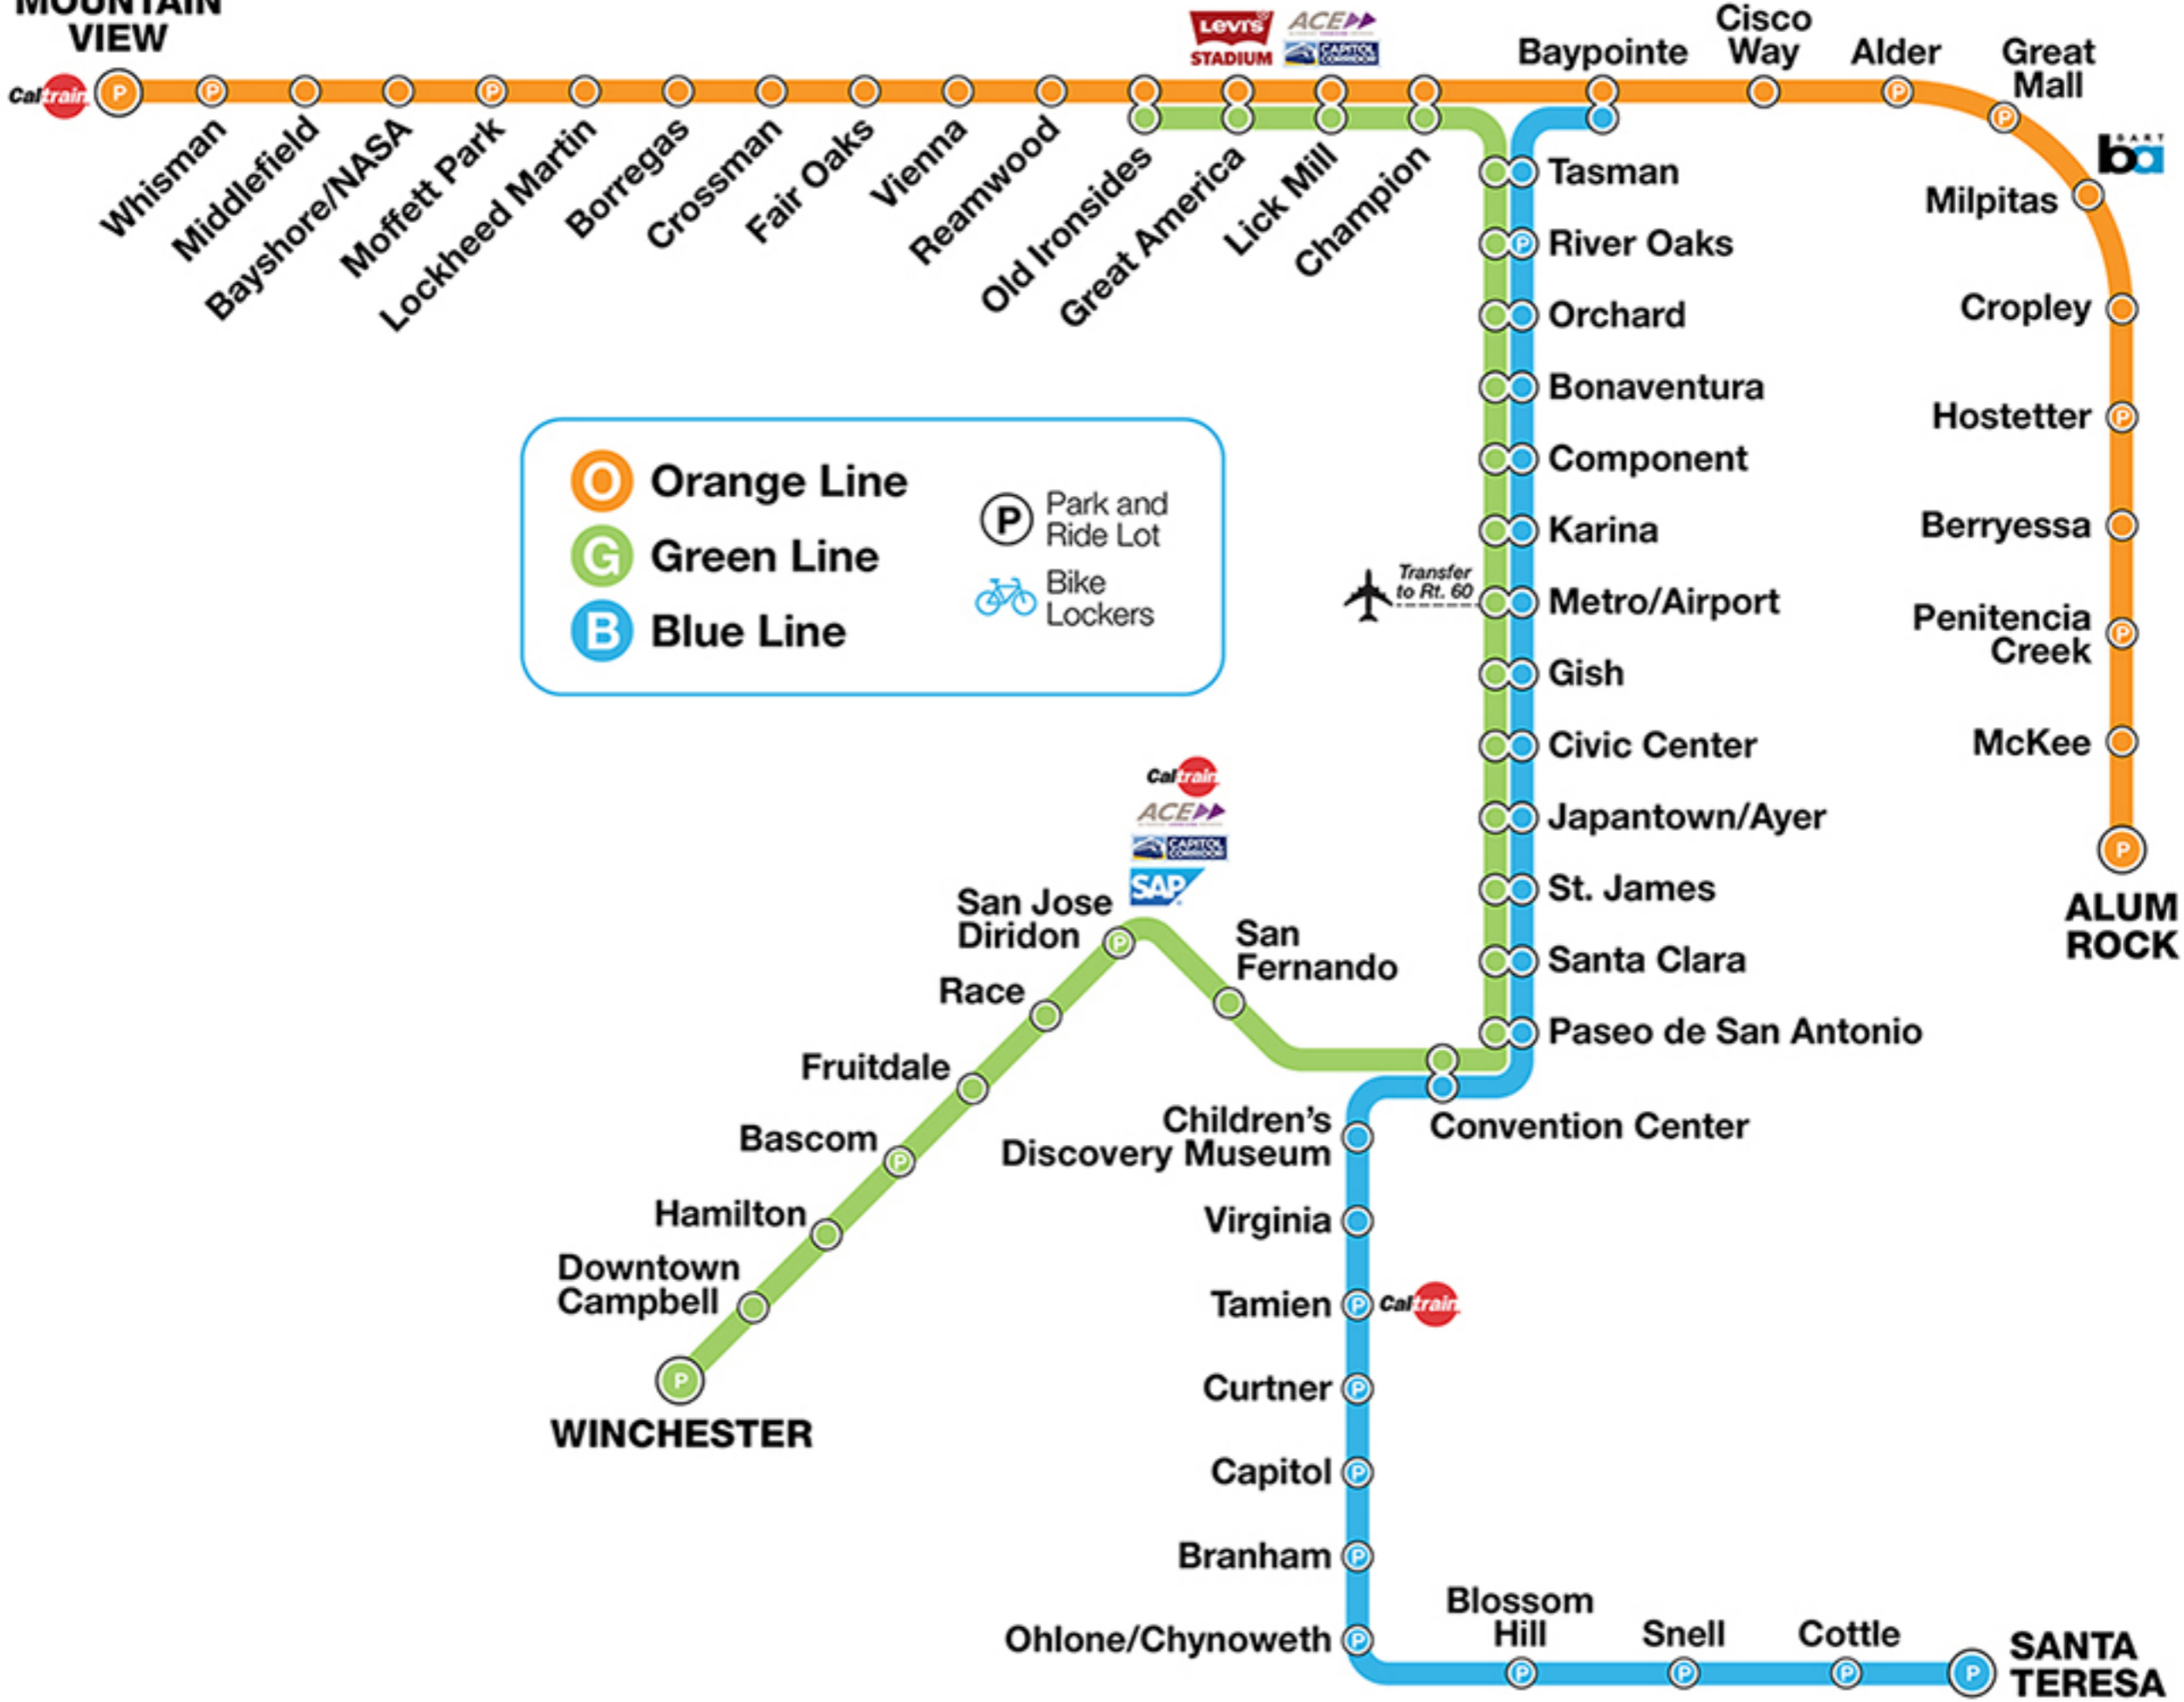 MOUNTAIN
VIEW
Caltrain
P
P
P
Whisman
Middlefield
Bayshore/NASA
Moffett Park
Lockheed Martin
Borregas
Crossman
Fair Oaks
Vienna
Reamwood
Old Ironsides
Great America
Lick Mill
Champion
LEVI'S
STADIUM
ACE
CAPITOL
CORRIDOR
Baypointe
Cisco
Way
Alder
P
Great
Mall
P
BART
ba
Milpitas
Cropley
Hostetter
P
Berryessa
Penitencia
Creek
P
McKee
P
ALUM
ROCK
Tasman
P
River Oaks
Orchard
Bonaventura
Component
Karina
Transfer
to Rt. 60
Metro/Airport
Gish
Civic Center
Japantown/Ayer
St. James
Santa Clara
Paseo de San Antonio
Convention Center
O
Orange Line
G
Green Line
B
Blue Line
P
Park and
Ride Lot
Bike
Lockers
Caltrain
ACE
CAPITOL
CORRIDOR
SAP
San Jose
Diridon
P
San
Fernando
Race
Fruitdale
Bascom
P
Hamilton
Downtown
Campbell
P
WINCHESTER
Children's
Discovery Museum
Virginia
Tamien
P
Caltrain
Curtner
P
Capitol
P
Branham
P
Ohlone/Chynoweth
P
Blossom
Hill
P
Snell
P
Cottle
P
P
SANTA
TERESA